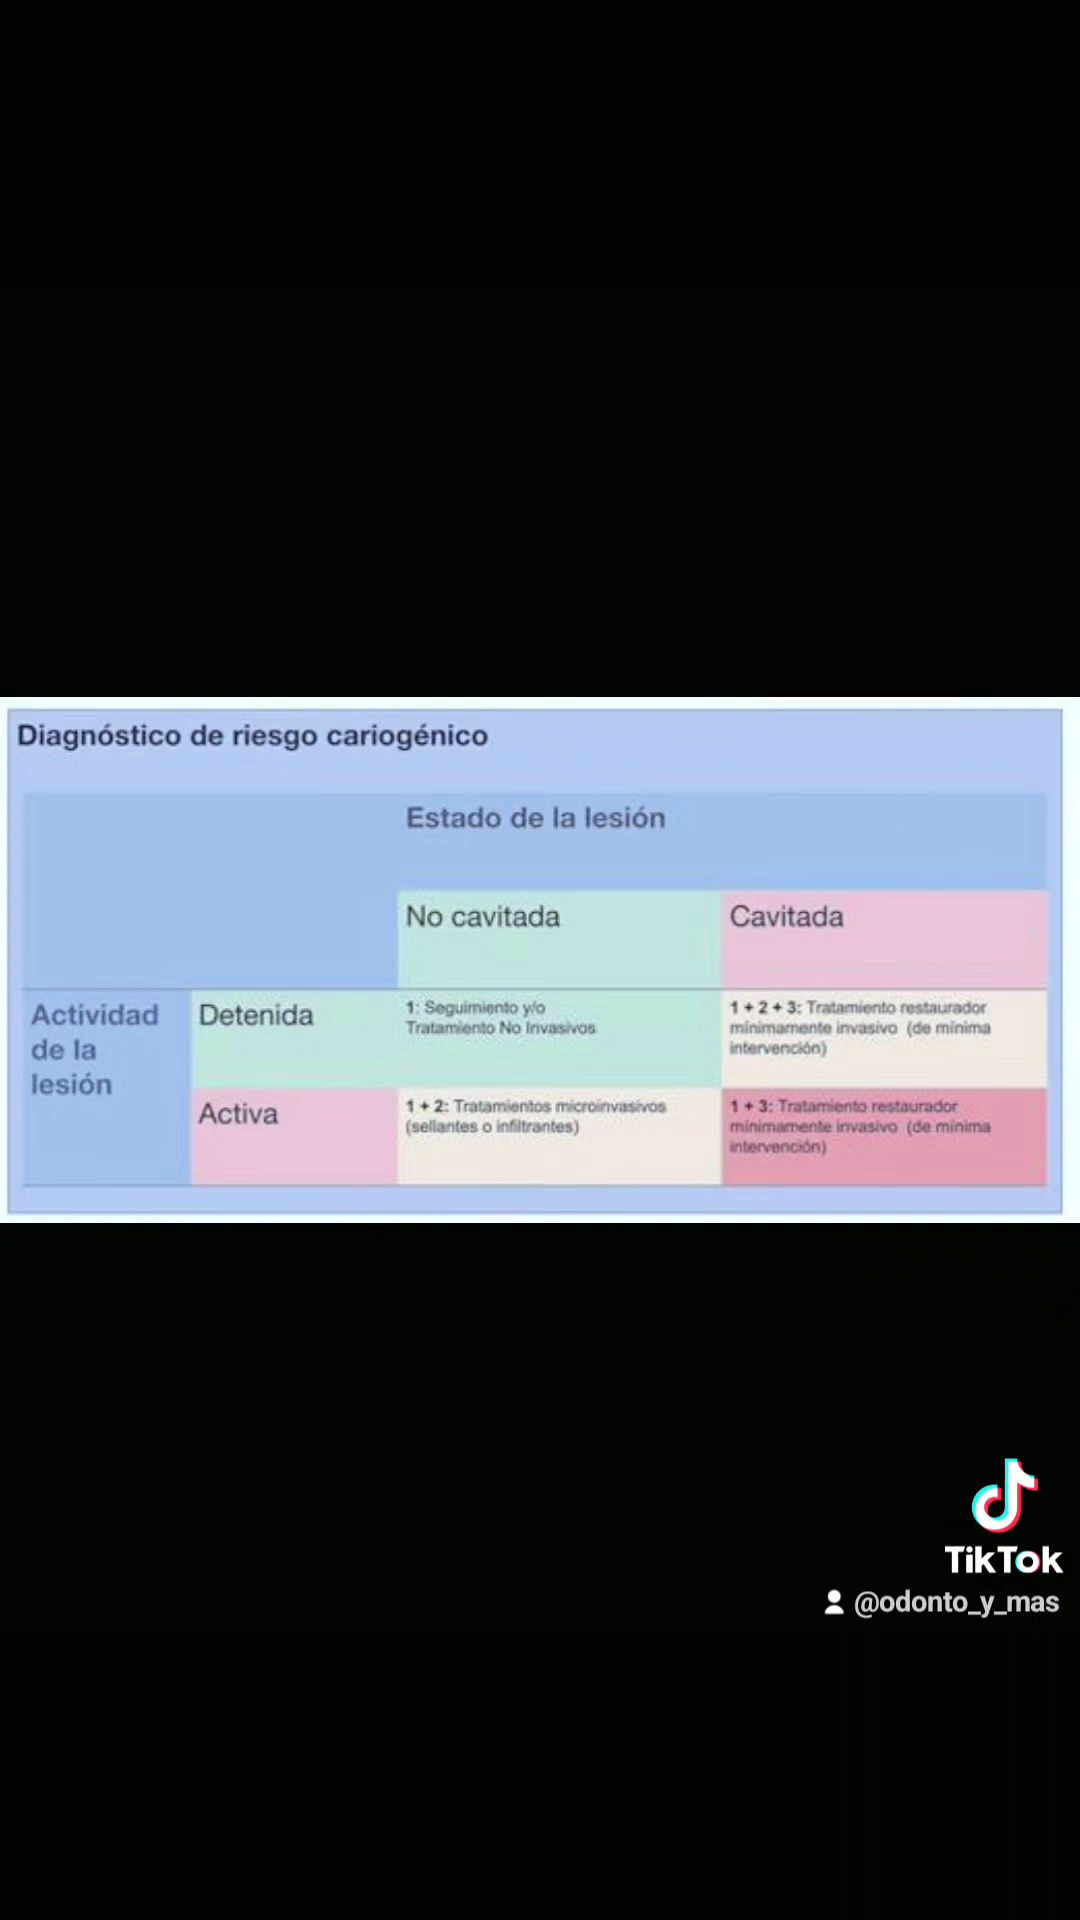 Diagnóstico de riesgo cariogénico
Estado de la lesión
No cavitada
Cavitada
Actividad
de la
lesión
Detenida
1: Seguimiento y/o
Tratamiento No Invasivos
1 + 2 + 3: Tratamiento restaurador
mínimamente invasivo (de mínima
intervención)
Activa
1 + 2: Tratamientos microinvasivos
(sellantes o infiltrantes)
1 + 3: Tratamiento restaurador
mínimamente invasivo (de mínima
intervención)
TikTok
@odonto_y_mas